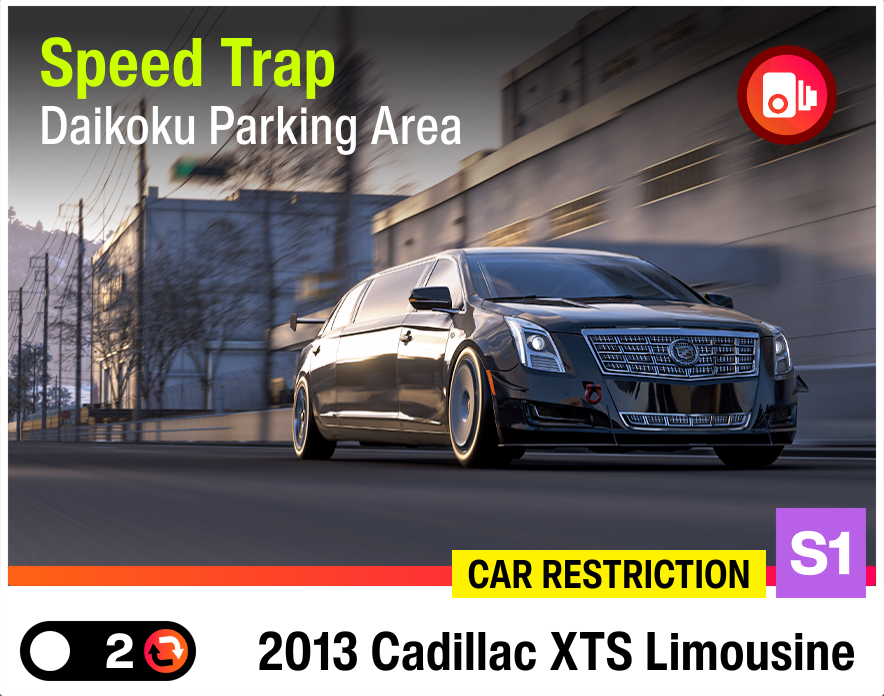 Speed Trap
Daikoku Parking Area
CAR RESTRICTION
S1
2
2013 Cadillac XTS Limousine